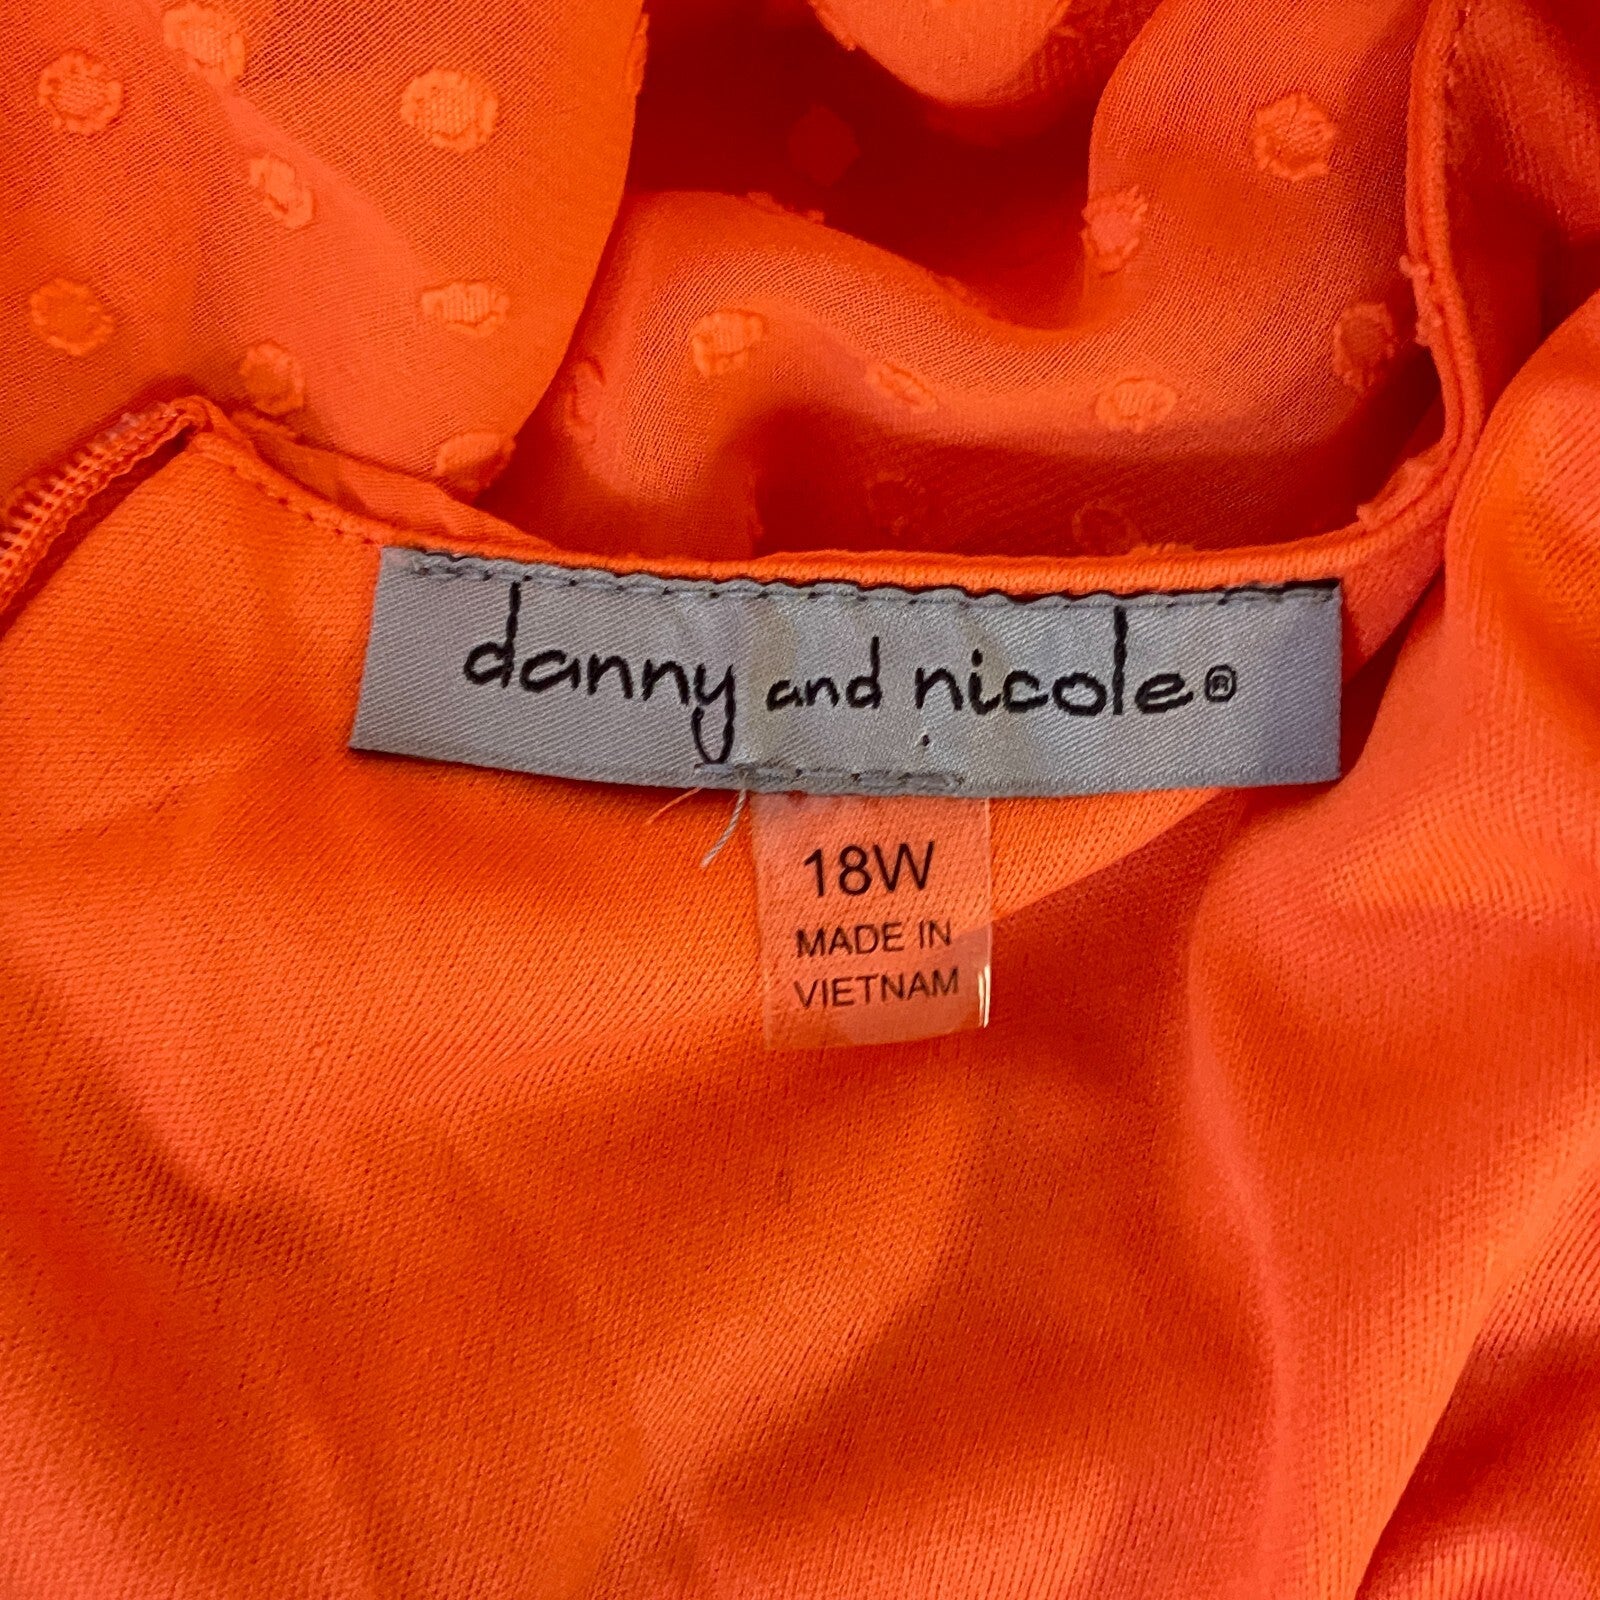 danny and nicole®
18W
MADE IN
VIETNAM